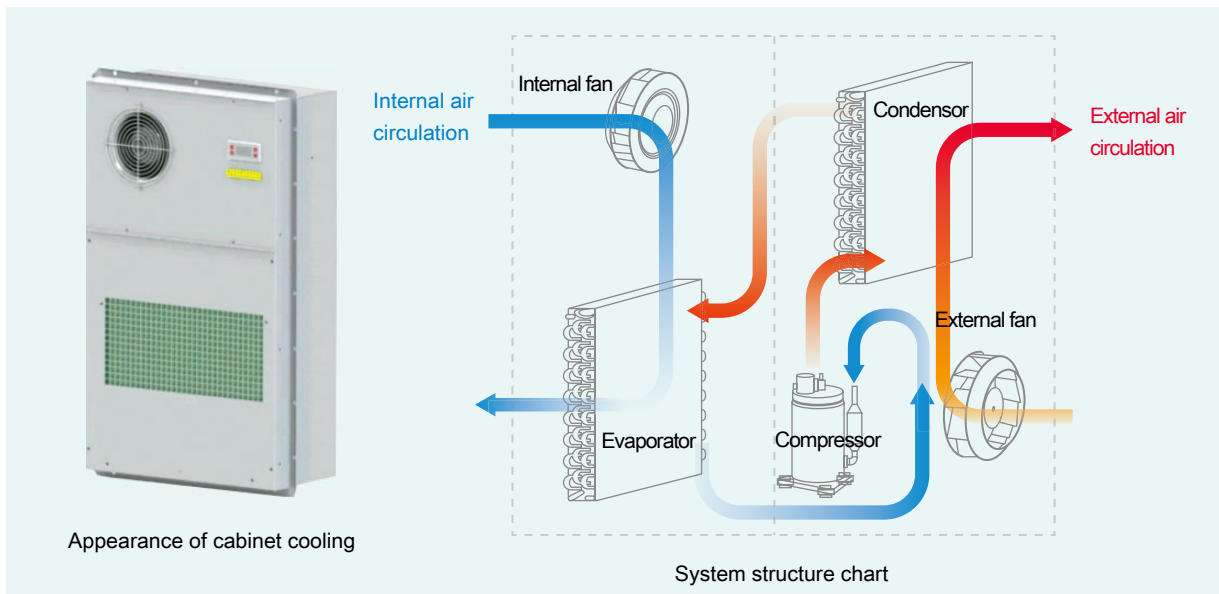 Internal fan
Internal air
circulation
Condensor
External air
circulation
External fan
Evaporator
Compressor
Appearance of cabinet cooling
System structure chart